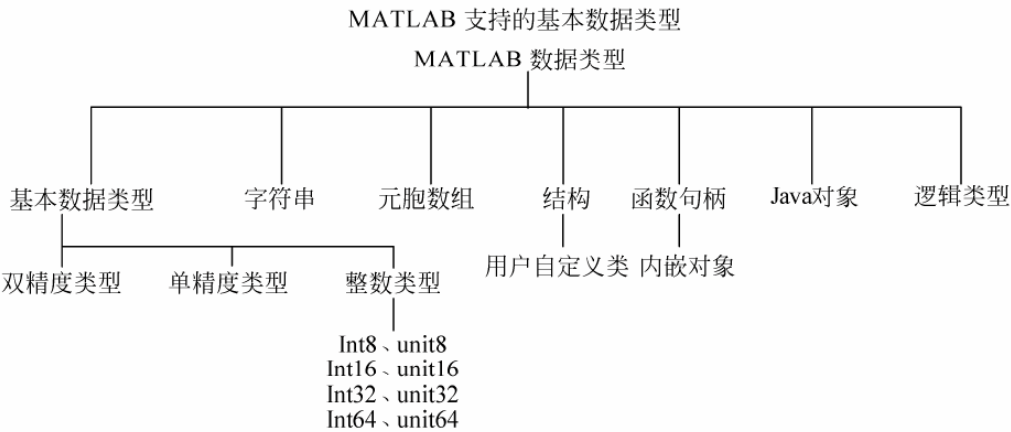 MATLAB 支持的基本数据类型
MATLAB 数据类型
基本数据类型 字符串 元胞数组 结构 函数句柄 Java对象 逻辑类型
双精度类型 单精度类型 整数类型 用户自定义类 内嵌对象
Int8、unit8
Int16、unit16
Int32、unit32
Int64、unit64